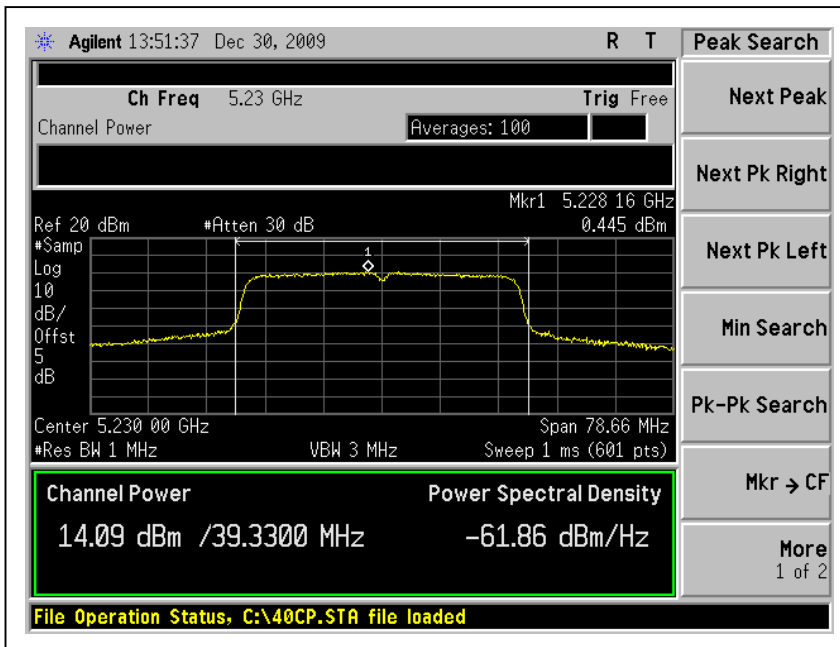 Agilent 13:51:37 Dec 30, 2009 R T
Peak Search
Ch Freq 5.23 GHz Trig Free
Channel Power Averages: 100
Mkr1 5.228 16 GHz
Ref 20 dBm #Atten 30 dB 0.445 dBm
#Samp
Log
10
dB/
Offst
5
dB
1
Center 5.230 00 GHz Span 78.66 MHz
#Res BW 1 MHz VBW 3 MHz Sweep 1 ms (601 pts)
Channel Power Power Spectral Density
14.09 dBm /39.3300 MHz -61.86 dBm/Hz
File Operation Status, C:\40CP.STA file loaded
Next Peak
Next Pk Right
Next Pk Left
Min Search
Pk-Pk Search
Mkr → CF
More
1 of 2